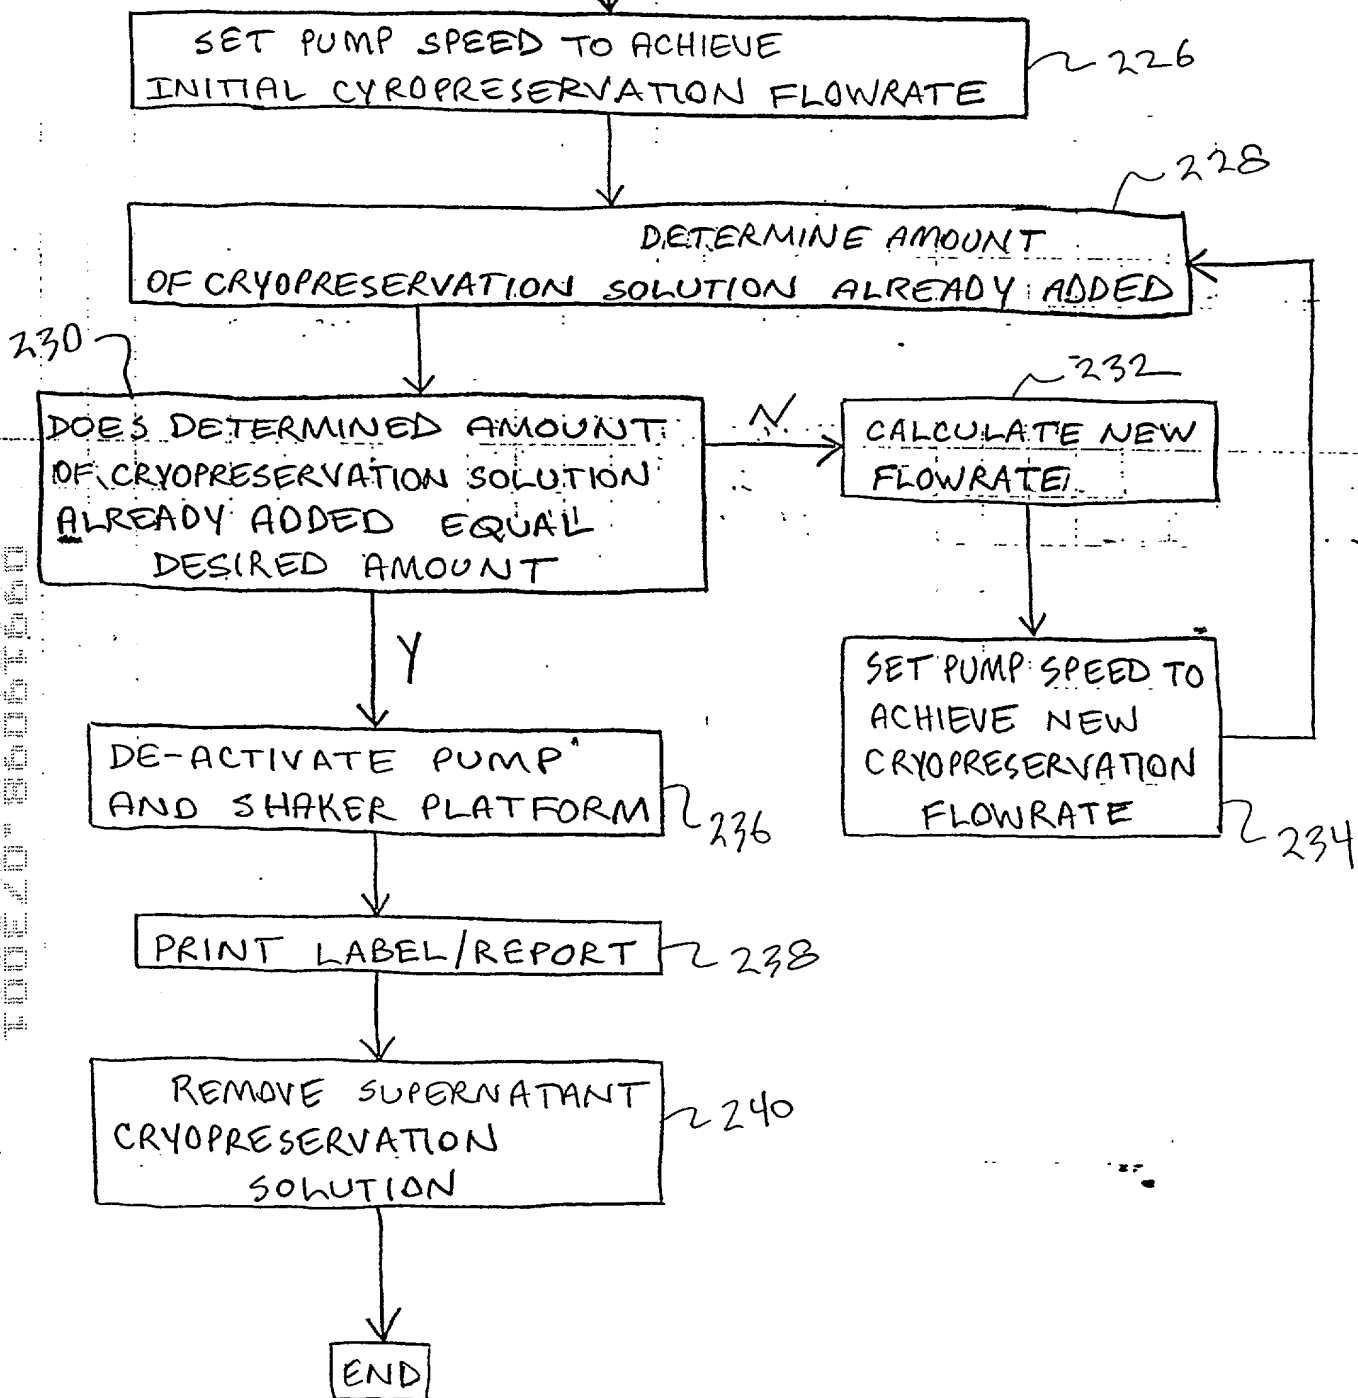 SET PUMP SPEED TO ACHIEVE
INITIAL CYROPRESERVATION FLOWRATE
226
228
DETERMINE AMOUNT
OF CRYOPRESERVATION SOLUTION ALREADY ADDED
230
DOES DETERMINED AMOUNT
OF CRYOPRESERVATION SOLUTION
ALREADY ADDED EQUAL
DESIRED AMOUNT
N
232
CALCULATE NEW
FLOWRATE
Y
SET PUMP SPEED TO
ACHIEVE NEW
CRYOPRESERVATION
FLOWRATE
234
DE-ACTIVATE PUMP
AND SHAKER PLATFORM
236
PRINT LABEL/REPORT
238
REMOVE SUPERNATANT
CRYOPRESERVATION
SOLUTION
240
END